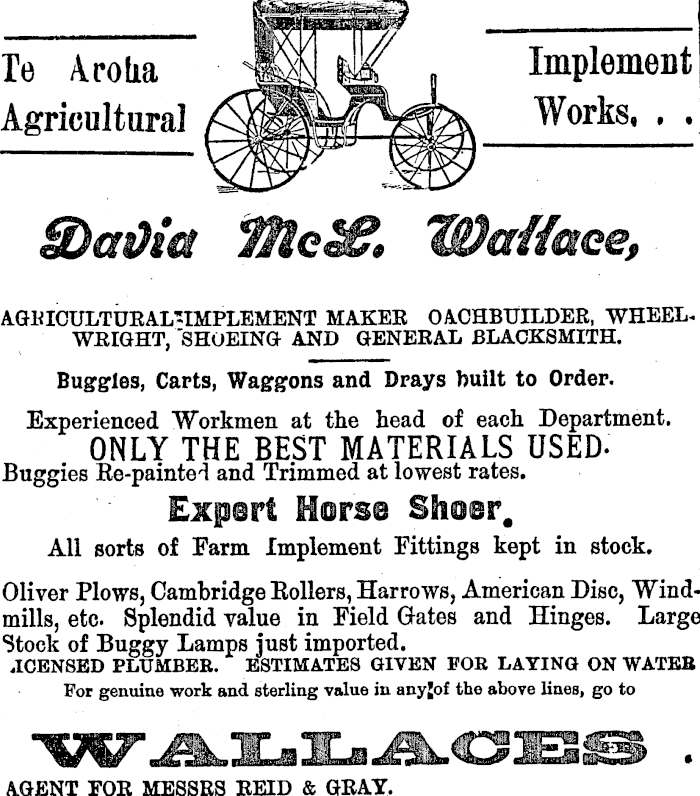 Te Aroha
Agricultural
Implement
Works. . .
David McL. Wallace,
AGRICULTURAL IMPLEMENT MAKER OACHBUILDER, WHEEL-
WRIGHT, SHOEING AND GENERAL BLACKSMITH.
Buggles, Carts, Waggons and Drays built to Order.
Experienced Workmen at the head of each Department.
ONLY THE BEST MATERIALS USED.
Buggies Re-painted and Trimmed at lowest rates.
Expert Horse Shoer.
All sorts of Farm Implement Fittings kept in stock.
Oliver Plows, Cambridge Rollers, Harrows, American Disc, Wind-
mills, etc. Splendid value in Field Gates and Hinges. Large
Stock of Buggy Lamps just imported.
LICENSED PLUMBER. ESTIMATES GIVEN FOR LAYING ON WATER
For genuine work and sterling value in any of the above lines, go to
WALLACES.
AGENT FOR MESSRS REID & GRAY.